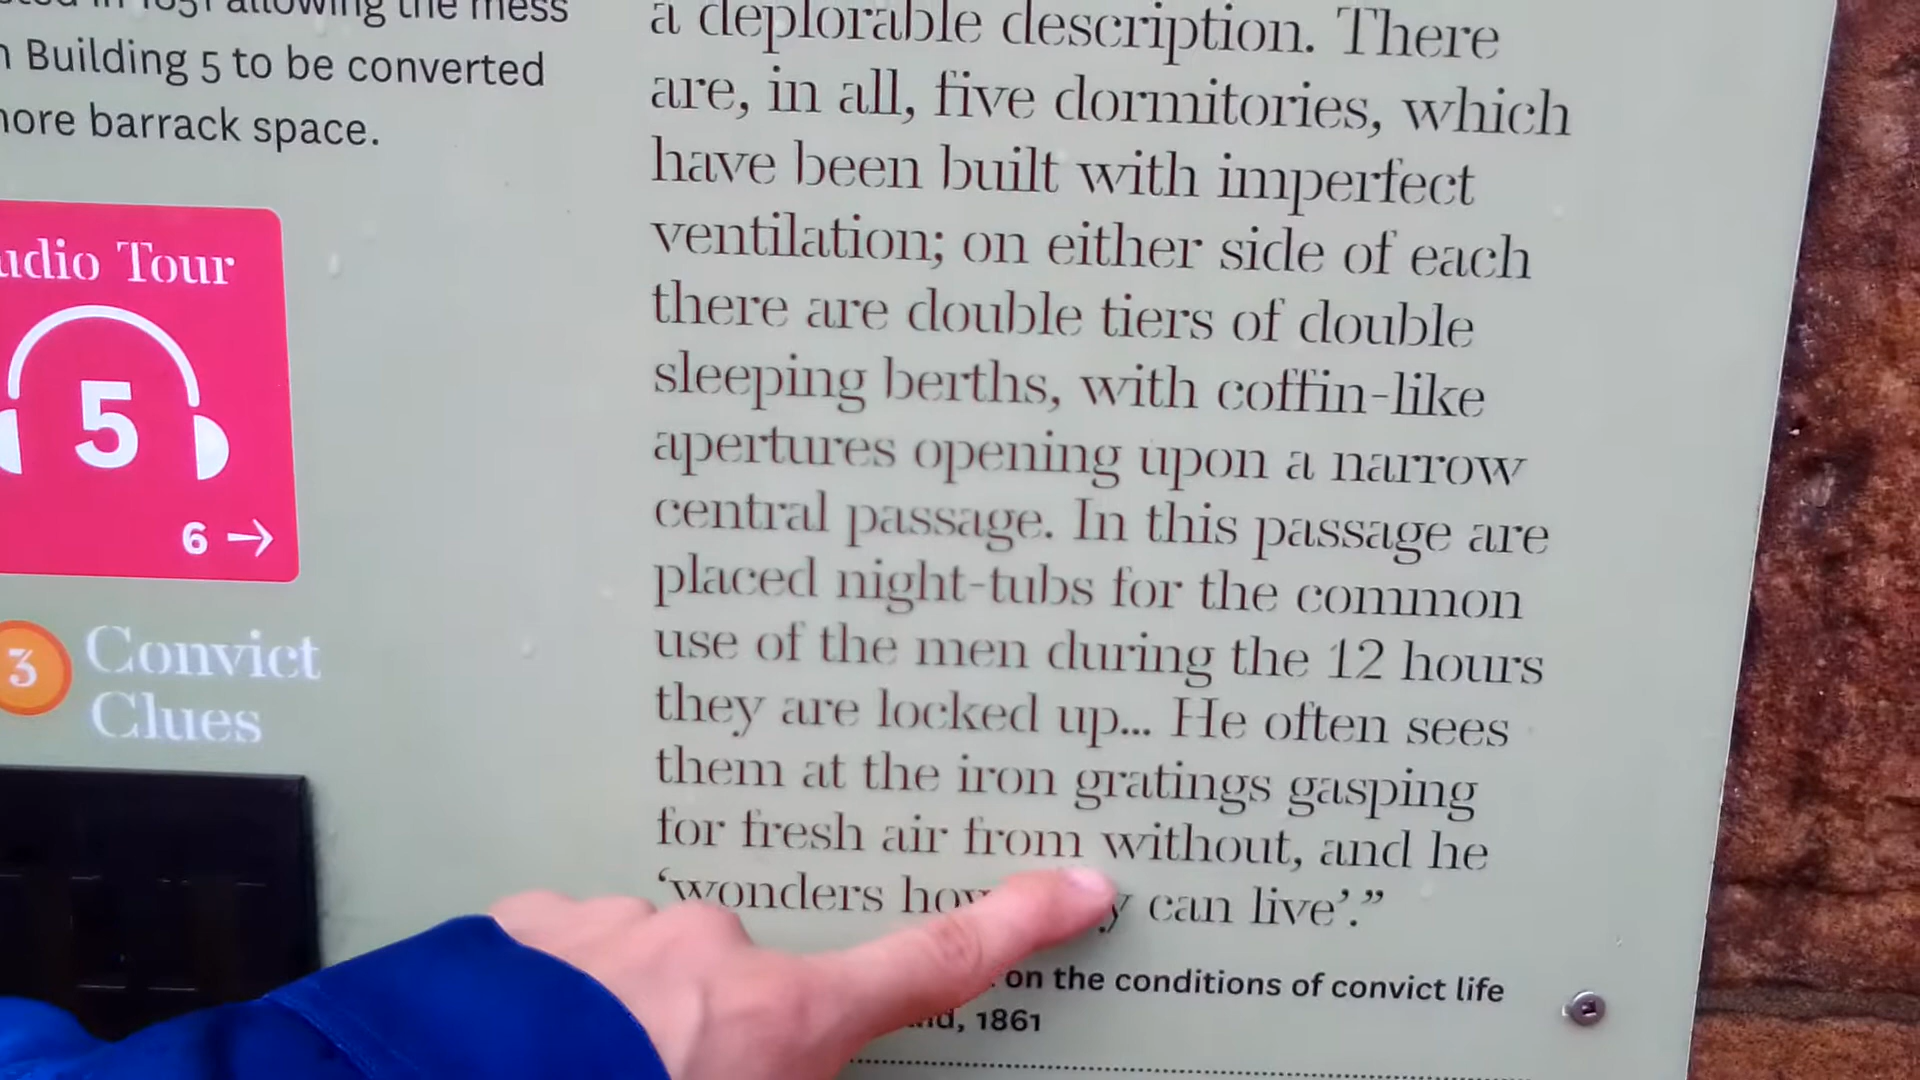 in 1851 allowing the mess
Building 5 to be converted
barrack space.
Tour
5
6 →
3 Convict
Clues
a deplorable description. There
are, in all, five dormitories, which
have been built with imperfect
ventilation; on either side of each
there are double tiers of double
sleeping berths, with coffin-like
apertures opening upon a narrow
central passage. In this passage are
placed night-tubs for the common
use of the men during the 12 hours
they are locked up... He often sees
them at the iron gratings gasping
for fresh air from without, and he
‘wonders can live’.”
on the conditions of convict life
1861